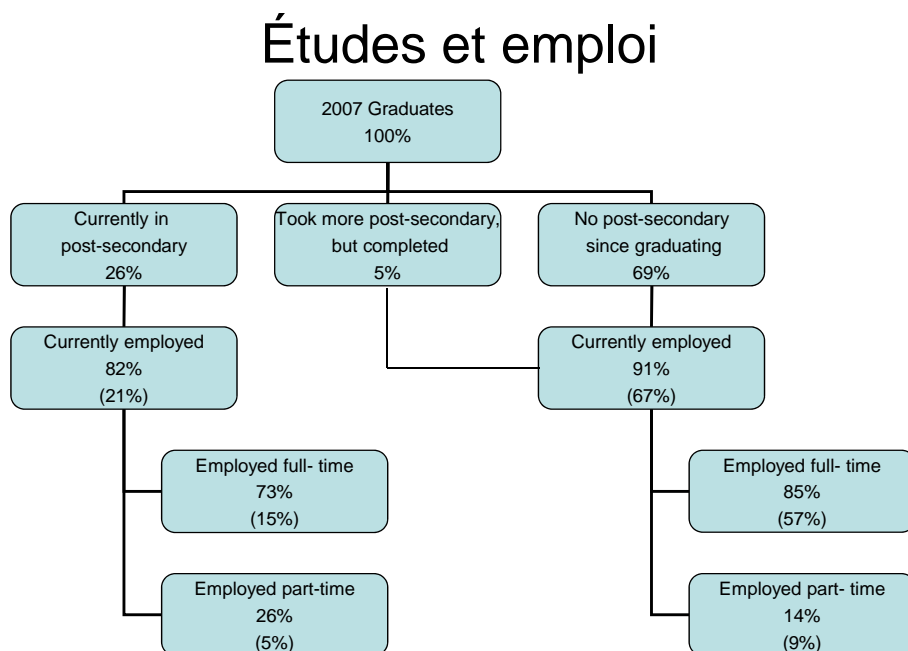 Études et emploi
2007 Graduates
100%
Currently in
post-secondary
26%
Took more post-secondary,
but completed
5%
No post-secondary
since graduating
69%
Currently employed
82%
(21%)
Currently employed
91%
(67%)
Employed full- time
73%
(15%)
Employed full- time
85%
(57%)
Employed part-time
26%
(5%)
Employed part- time
14%
(9%)